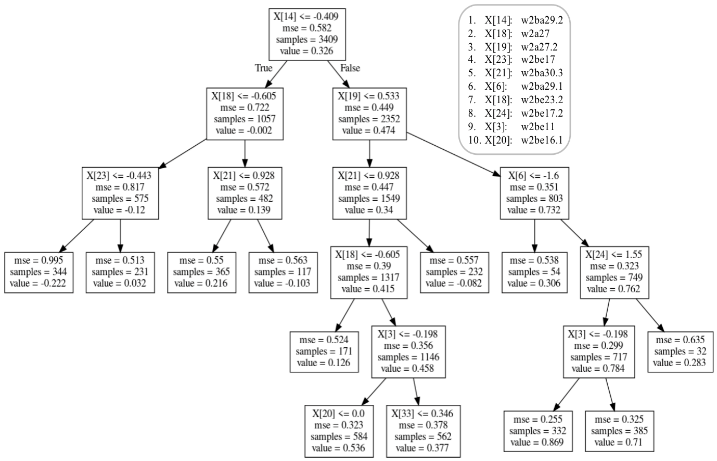 X[14] <= -0.409
mse = 0.582
samples = 3409
value = 0.326
True
False
1. X[14]: w2ba29.2
2. X[18]: w2a27
3. X[19]: w2a27.2
4. X[23]: w2be17
5. X[21]: w2ba30.3
6. X[6]: w2ba29.1
7. X[18]: w2be23.2
8. X[24]: w2be17.2
9. X[3]: w2be11
10. X[20]: w2be16.1
X[18] <= -0.605
mse = 0.722
samples = 1057
value = -0.002
X[19] <= 0.533
mse = 0.449
samples = 2352
value = 0.474
X[23] <= -0.443
mse = 0.817
samples = 575
value = -0.12
X[21] <= 0.928
mse = 0.572
samples = 482
value = 0.139
X[21] <= 0.928
mse = 0.447
samples = 1549
value = 0.34
X[6] <= -1.6
mse = 0.351
samples = 803
value = 0.732
mse = 0.995
samples = 344
value = -0.222
mse = 0.513
samples = 231
value = 0.032
mse = 0.55
samples = 365
value = 0.216
mse = 0.563
samples = 117
value = -0.103
X[18] <= -0.605
mse = 0.39
samples = 1317
value = 0.415
mse = 0.557
samples = 232
value = -0.082
mse = 0.538
samples = 54
value = 0.306
X[24] <= 1.55
mse = 0.323
samples = 749
value = 0.762
mse = 0.524
samples = 171
value = 0.126
X[3] <= -0.198
mse = 0.356
samples = 1146
value = 0.458
X[3] <= -0.198
mse = 0.299
samples = 717
value = 0.784
mse = 0.635
samples = 32
value = 0.283
X[20] <= 0.0
mse = 0.323
samples = 584
value = 0.536
X[33] <= 0.346
mse = 0.378
samples = 562
value = 0.377
mse = 0.255
samples = 332
value = 0.869
mse = 0.325
samples = 385
value = 0.71